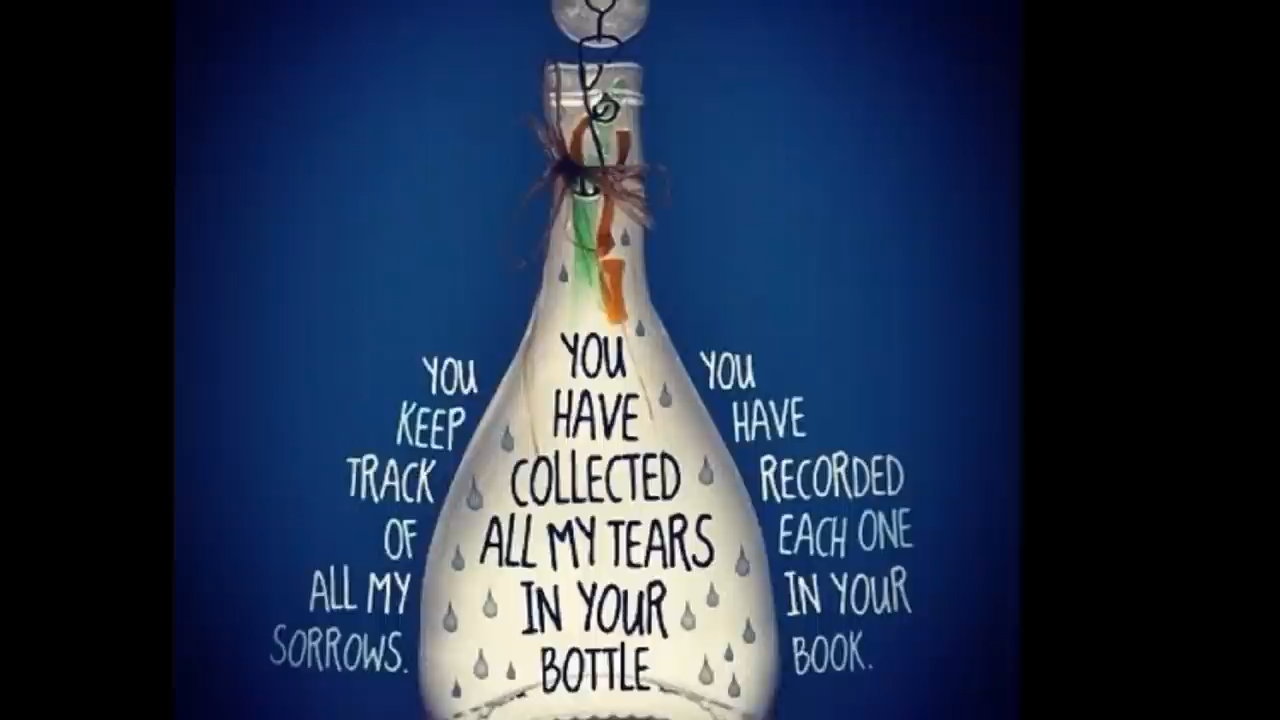 YOU
KEEP
TRACK
OF
ALL MY
SORROWS.
YOU
HAVE
COLLECTED
ALL MY TEARS
IN YOUR
BOTTLE
YOU
HAVE
RECORDED
EACH ONE
IN YOUR
BOOK.